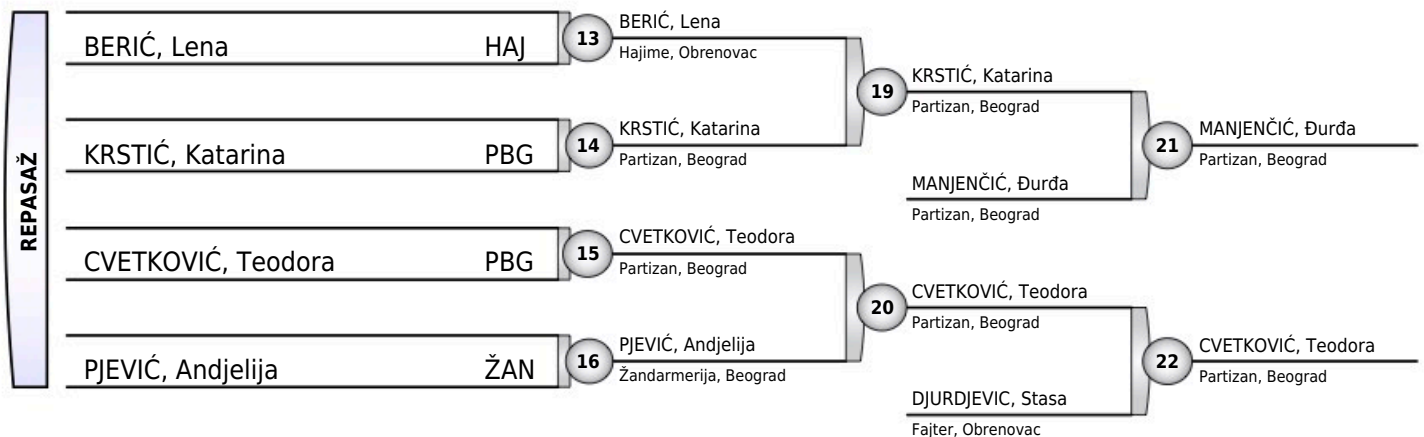 REPASAŽ
BERIĆ, Lena HAJ
13
BERIĆ, Lena
Hajime, Obrenovac
KRSTIĆ, Katarina PBG
14
KRSTIĆ, Katarina
Partizan, Beograd
19
KRSTIĆ, Katarina
Partizan, Beograd
MANJENČIĆ, Đurđa
Partizan, Beograd
21
MANJENČIĆ, Đurđa
Partizan, Beograd
CVETKOVIĆ, Teodora PBG
15
CVETKOVIĆ, Teodora
Partizan, Beograd
PJEVIĆ, Andjelija ŽAN
16
PJEVIĆ, Andjelija
Žandarmerija, Beograd
20
CVETKOVIĆ, Teodora
Partizan, Beograd
DJURDJEVIC, Stasa
Fajter, Obrenovac
22
CVETKOVIĆ, Teodora
Partizan, Beograd